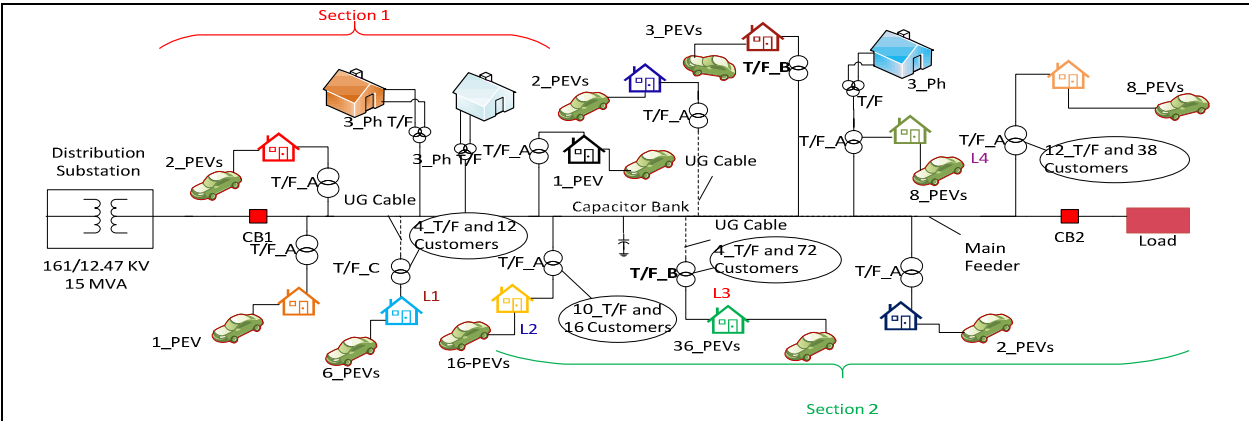 Section 1
3_PEVs
T/F_B
2_PEVs
T/F_A
3_Ph
T/F
8_PEVs
3_Ph T/F
3_Ph T/F
T/F_A
1_PEV
UG Cable
T/F_A
L4
8_PEVs
T/F_A
12_T/F and 38
Customers
Distribution
Substation
2_PEVs
T/F_A
UG Cable
Capacitor Bank
161/12.47 KV
15 MVA
CB1
T/F_A
4_T/F and 12
Customers
T/F_C
T/F_A
UG Cable
T/F_B
4_T/F and 72
Customers
T/F_A
Main
Feeder
CB2
Load
1_PEV
L1
6_PEVs
L2
16-PEVs
10_T/F and
16 Customers
L3
36_PEVs
2_PEVs
Section 2